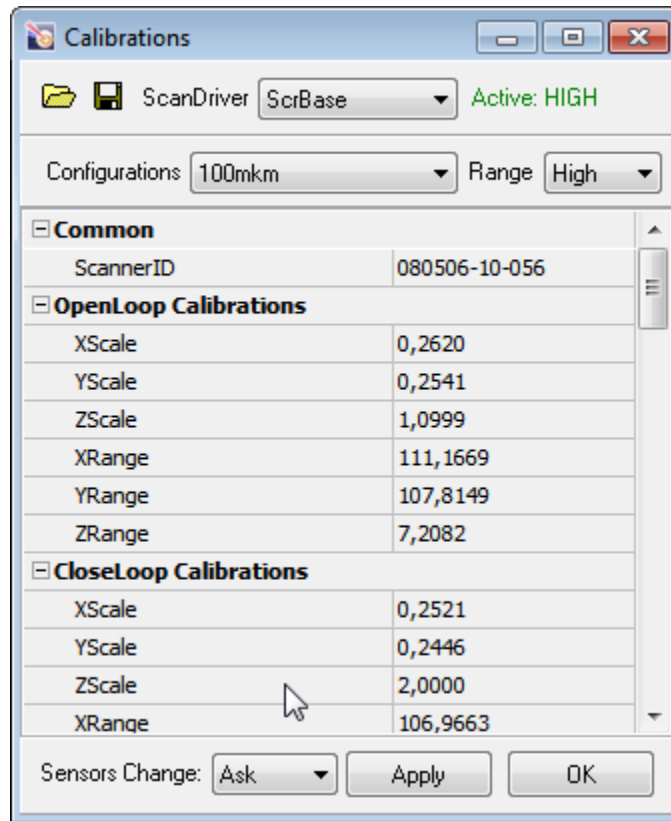 Calibrations
ScanDriver ScrBase Active: HIGH
Configurations 100mkm Range High
Common
ScannerID 080506-10-056
OpenLoop Calibrations
XScale 0,2620
YScale 0,2541
ZScale 1,0999
XRange 111,1669
YRange 107,8149
ZRange 7,2082
CloseLoop Calibrations
XScale 0,2521
YScale 0,2446
ZScale 2,0000
XRange 106,9663
Sensors Change: Ask Apply OK